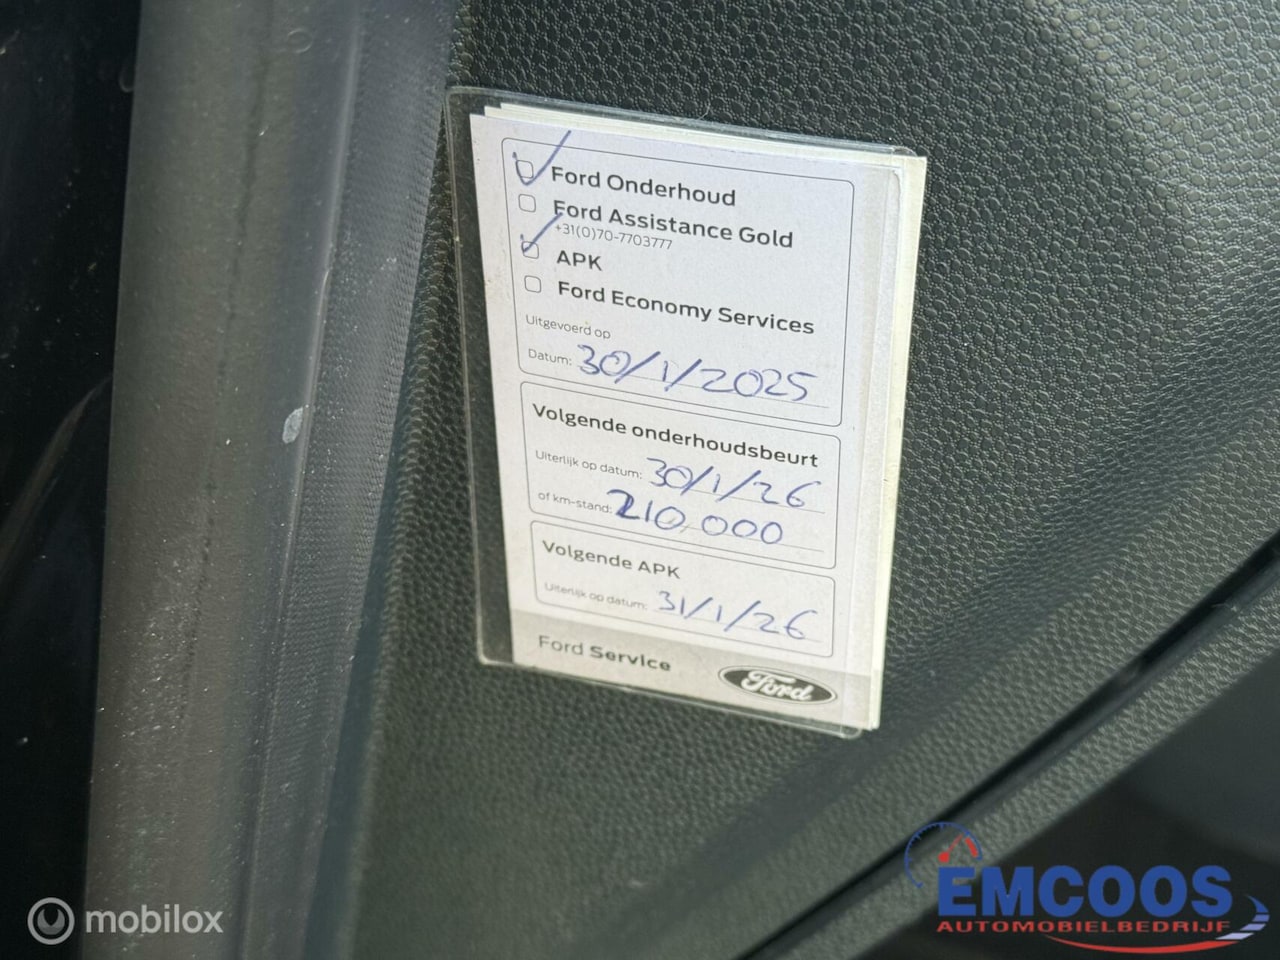 Ford Onderhoud
Ford Assistance Gold
+31(0)70-7703777
APK
Ford Economy Services
Uitgevoerd op
Datum: 30/1/2025
Volgende onderhoudsbeurt
Uiterlijk op datum: 30/1/26
of km-stand: 210.000
Volgende APK
Uiterlijk op datum: 31/1/26
Ford Service
Ford
EMCOOS
AUTOMOBIELBEDRIJF
mobilox